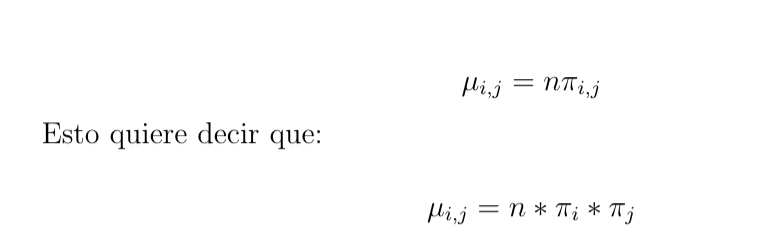 μ_{i,j} = nπ_{i,j}
Esto quiere decir que:
μ_{i,j} = n ∗ π_i ∗ π_j